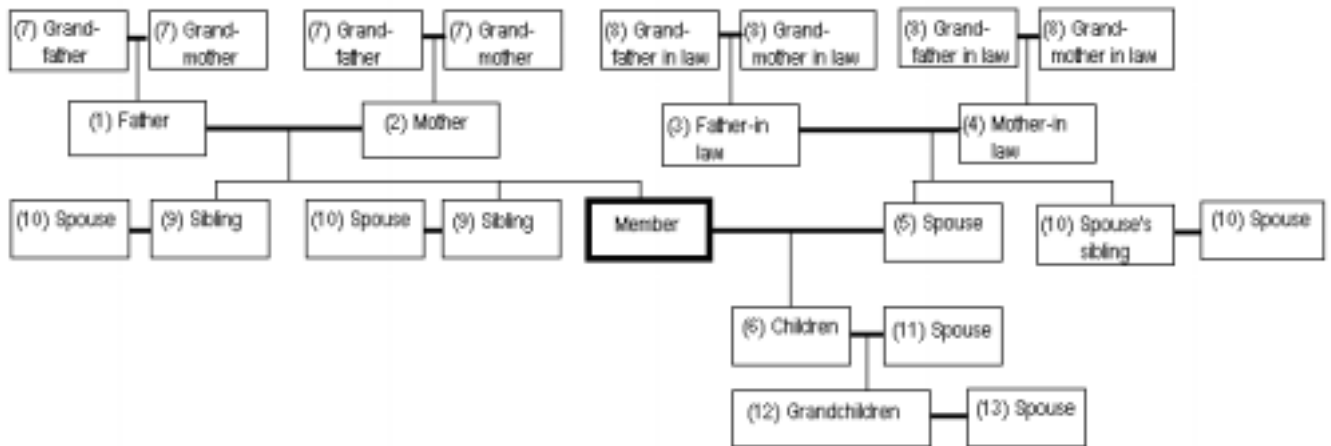 (7) Grand-
father
(7) Grand-
mother
(7) Grand-
father
(7) Grand-
mother
(8) Grand-
father in law
(8) Grand-
mother in law
(8) Grand-
father in law
(8) Grand-
mother in law
(1) Father
(2) Mother
(3) Father-in
law
(4) Mother-in
law
(10) Spouse
(9) Sibling
(10) Spouse
(9) Sibling
Member
(5) Spouse
(10) Spouse's
sibling
(10) Spouse
(6) Children
(11) Spouse
(12) Grandchildren
(13) Spouse